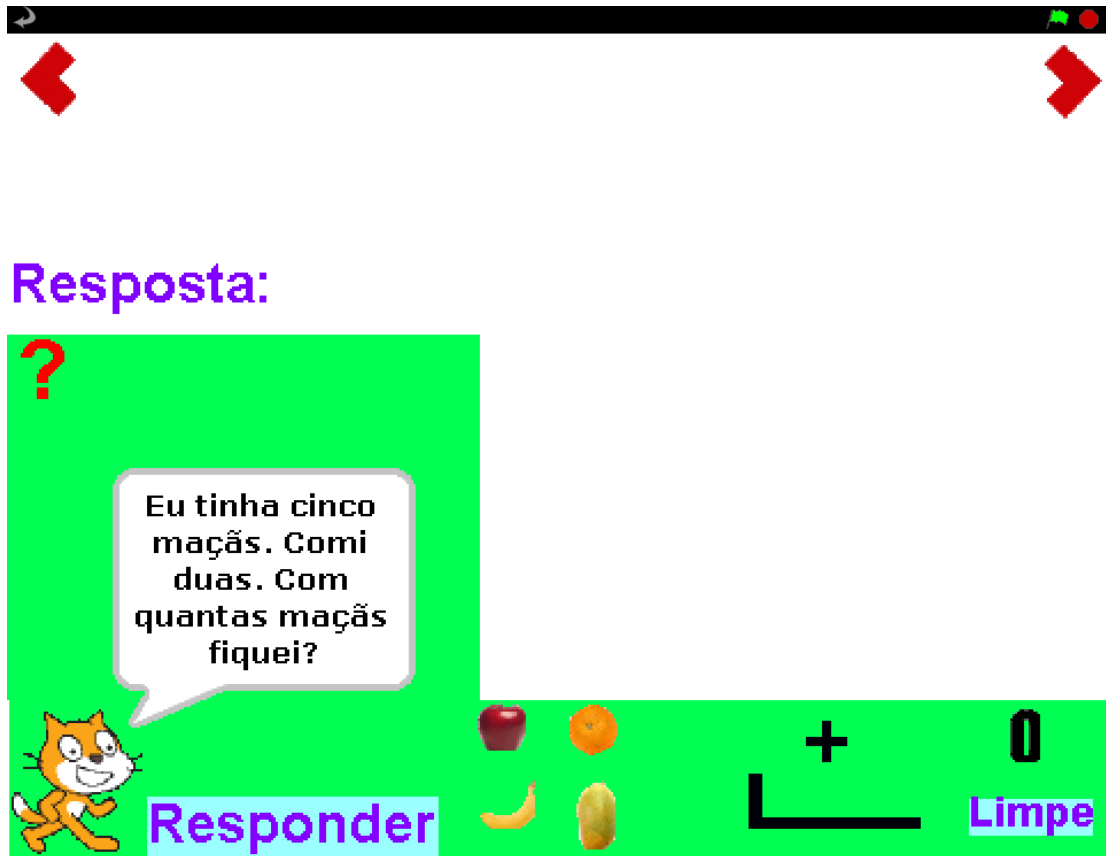 Resposta:
?
Eu tinha cinco
maçãs. Comi
duas. Com
quantas maçãs
fiquei?
+
0
Responder
Limpe